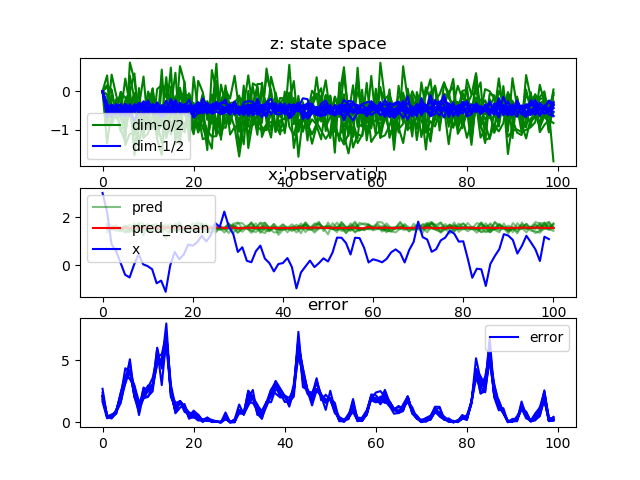 z: state space
0
−1
dim-0/2
dim-1/2
0 20 40 60 80 100
x: observation
2
0
pred
pred_mean
x
0 20 40 60 80 100
error
5
0
error
0 20 40 60 80 100